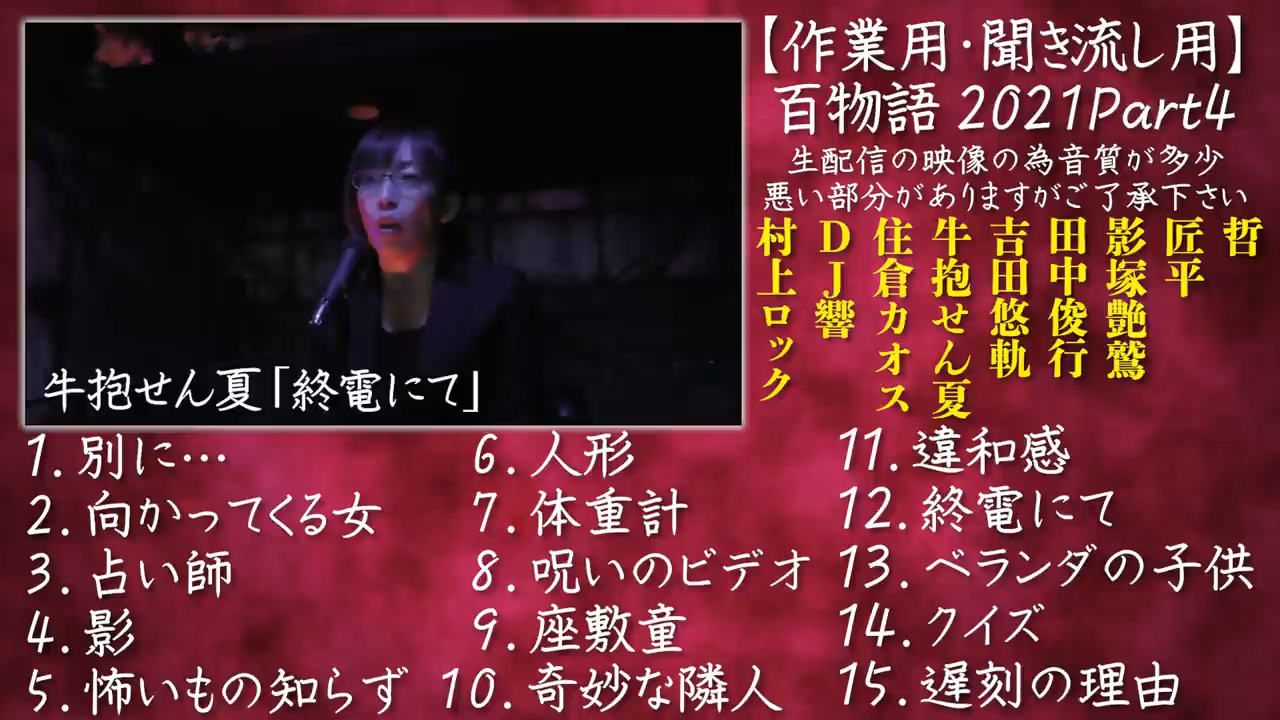 【作業用・聞き流し用】
百物語 2021Part4
生配信の映像の為音質が多少
悪い部分がありますがご了承下さい
哲
匠平
影塚艶鷲
田中俊行
吉田悠軌
牛抱せん夏
住倉カオス
DJ響
村上ロック
牛抱せん夏「終電にて」
1. 別に…
2. 向かってくる女
3. 占い師
4. 影
5. 怖いもの知らず
6. 人形
7. 体重計
8. 呪いのビデオ
9. 座敷童
10. 奇妙な隣人
11. 違和感
12. 終電にて
13. ベランダの子供
14. クイズ
15. 遅刻の理由